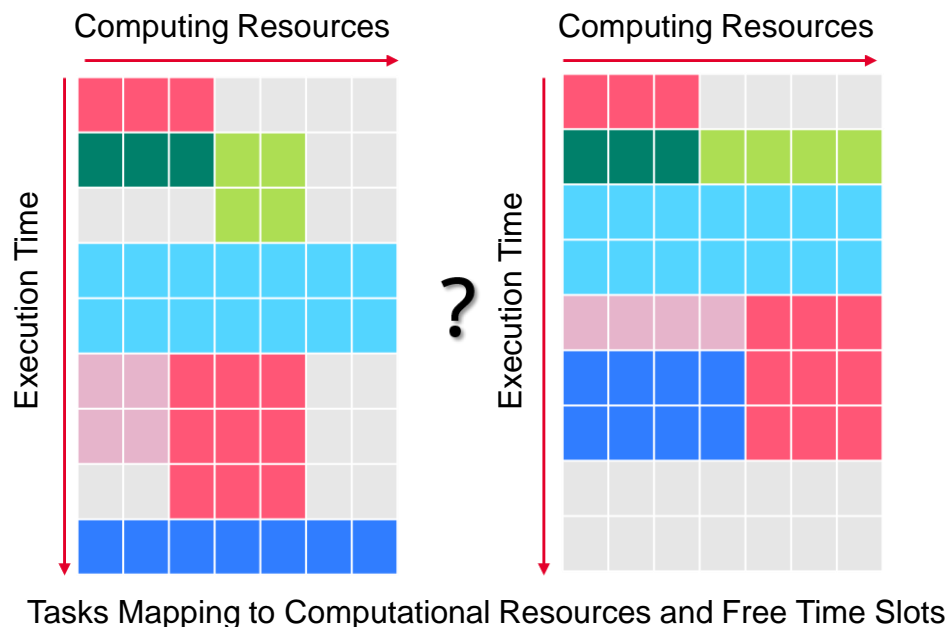 Computing Resources
Computing Resources
Execution Time
?
Execution Time
Tasks Mapping to Computational Resources and Free Time Slots